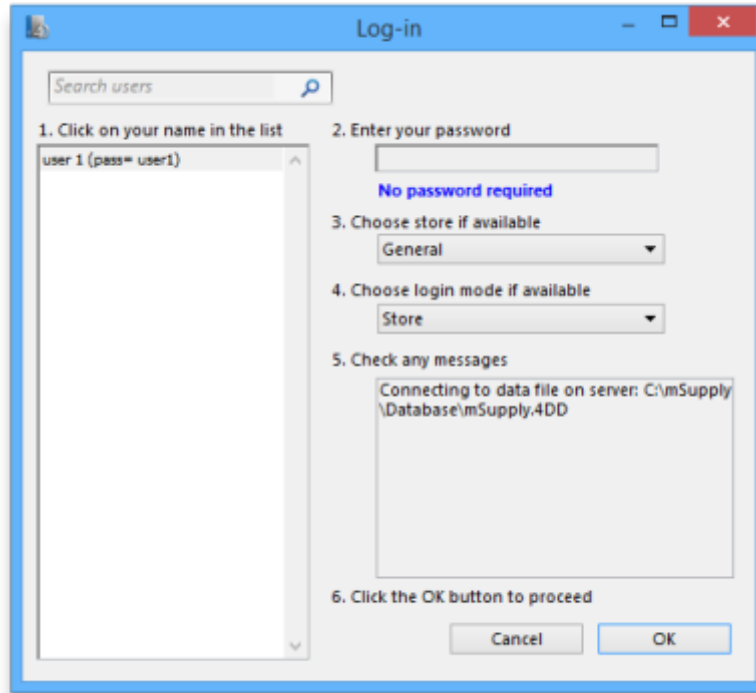 Log-in
Search users
1. Click on your name in the list
user 1 (pass= user1)
2. Enter your password
No password required
3. Choose store if available
General
4. Choose login mode if available
Store
5. Check any messages
Connecting to data file on server: C:\mSupply
\Database\mSupply.4DD
6. Click the OK button to proceed
Cancel
OK